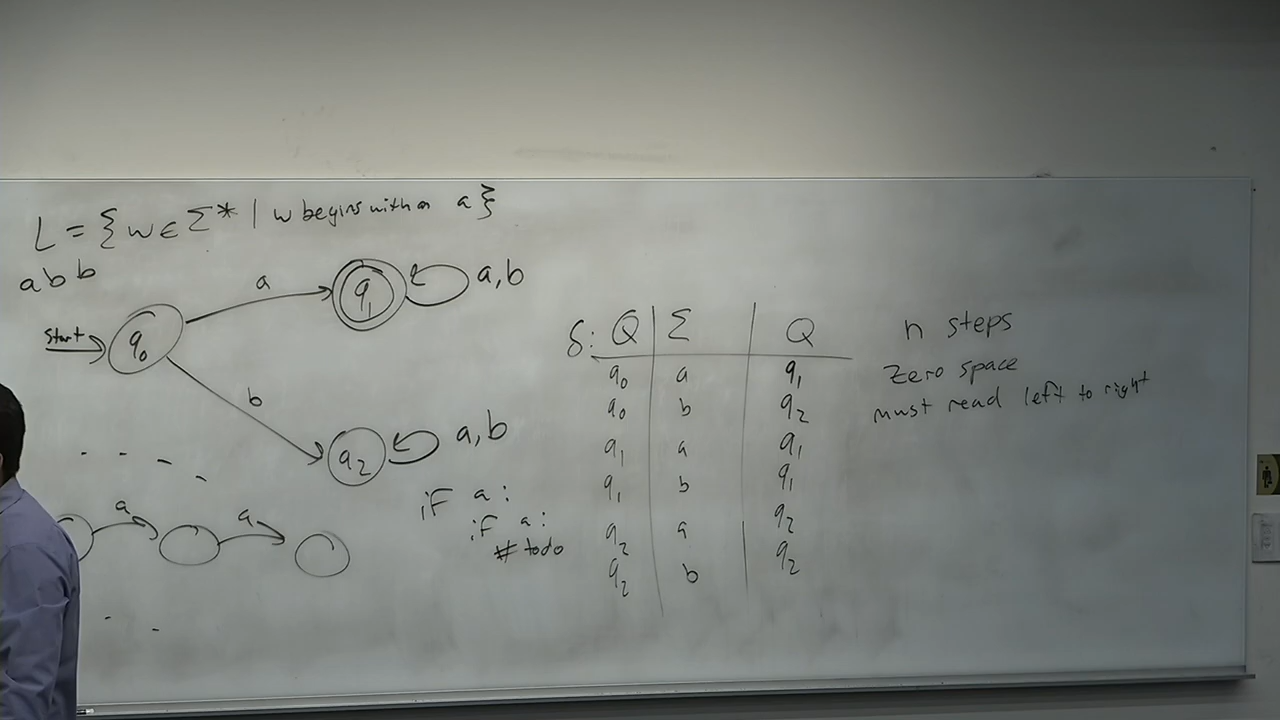 L = {w ∈ Σ* | w begins with an a}
abb
start
q0
a
q1
a,b
b
q2
a,b
a
a
if a:
if a:
# todo
δ: Q | Σ | Q
q0 a q1
q0 b q2
q1 a q1
q1 b q1
q2 a q2
q2 b q2
n steps
zero space
must read left to right